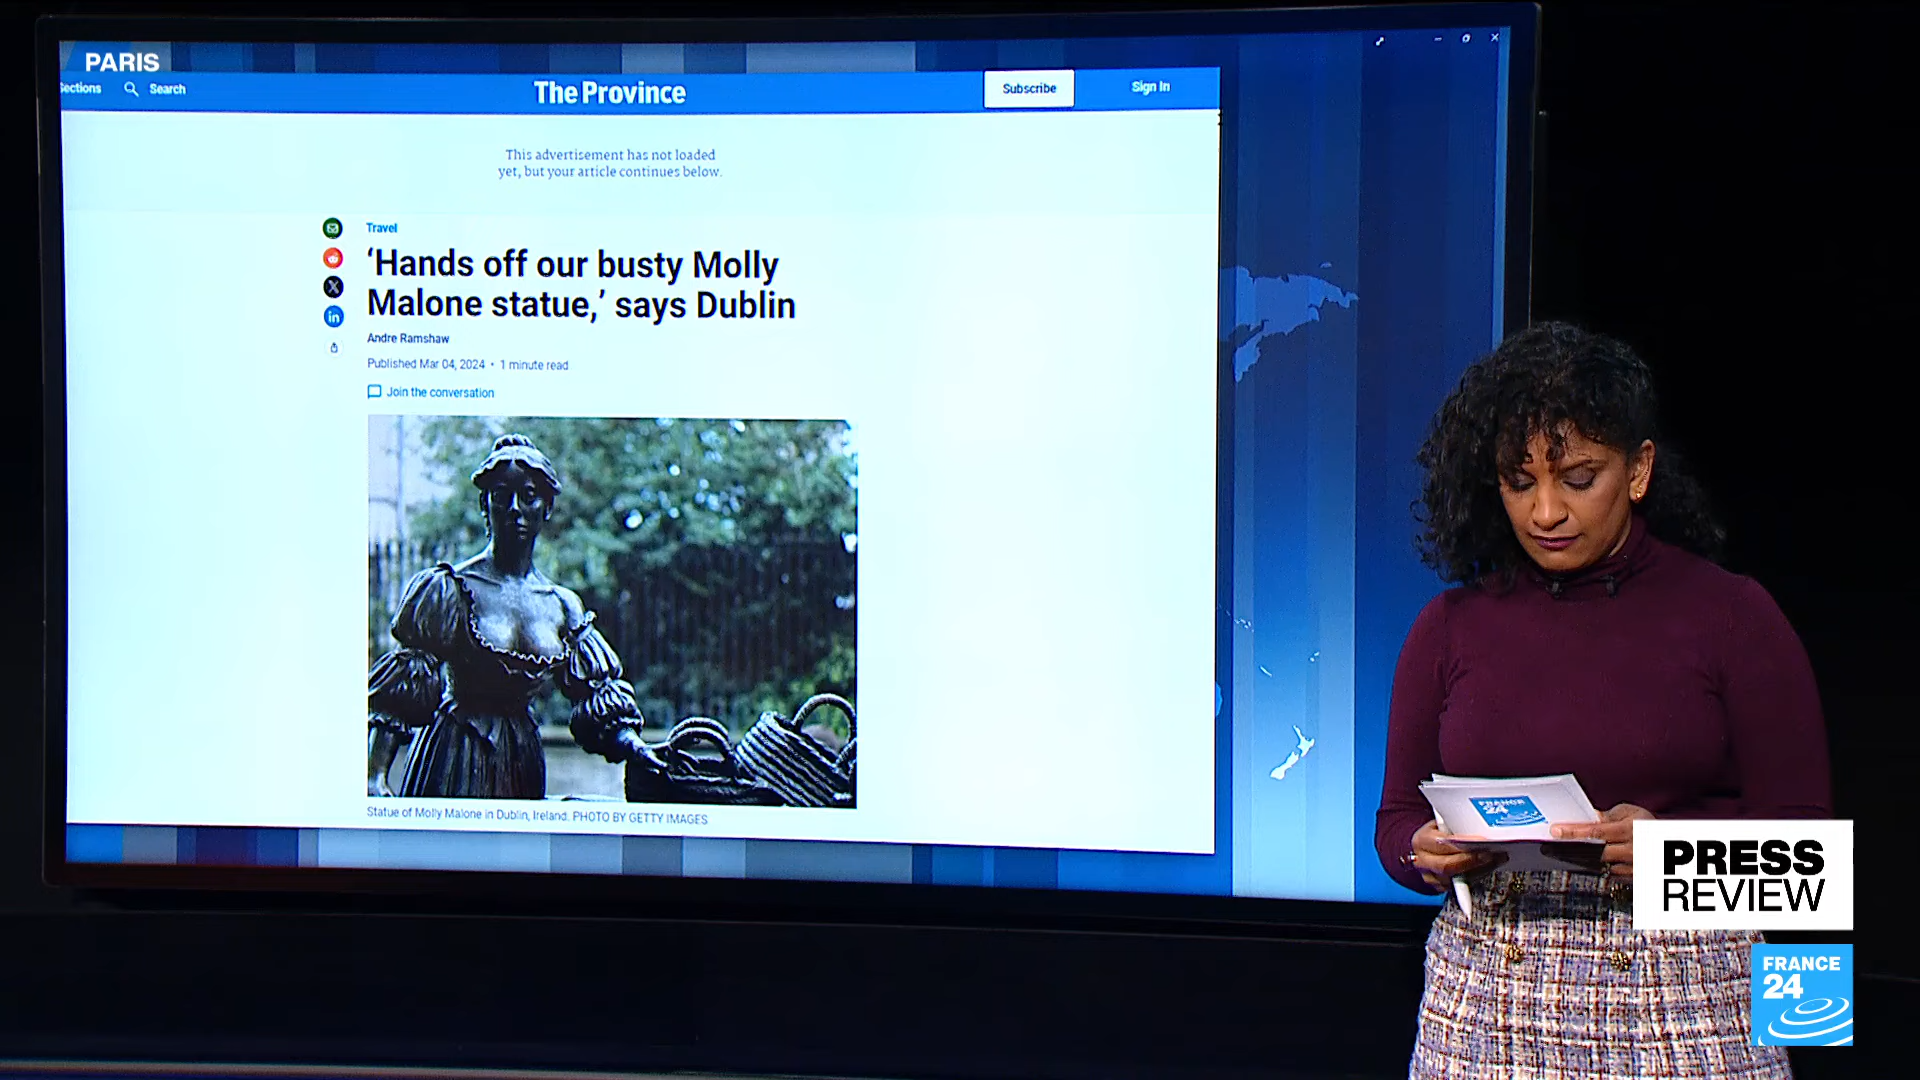 PARIS
Sections
Search
The Province
Subscribe
Sign In
This advertisement has not loaded
yet, but your article continues below.
Travel
‘Hands off our busty Molly
Malone statue,’ says Dublin
Andre Ramshaw
Published Mar 04, 2024 • 1 minute read
Join the conversation
Statue of Molly Malone in Dublin, Ireland. PHOTO BY GETTY IMAGES
FRANCE
24
PRESS
REVIEW
FRANCE
24